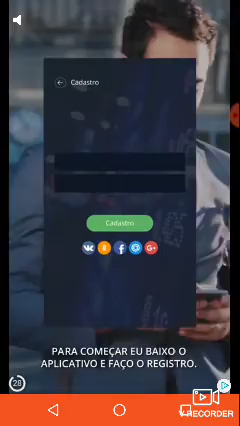 Cadastro
Cadastro
PARA COMEÇAR EU BAIXO O
APLICATIVO E FAÇO O REGISTRO.
28
V RECORDER